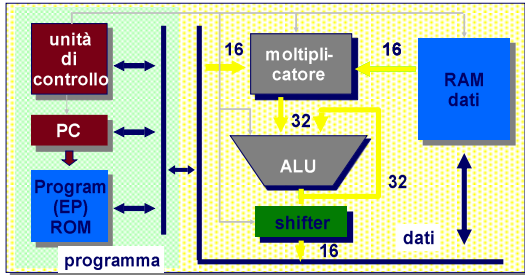 unità
di
controllo
PC
Program
(EP)
ROM
programma
16
moltipli-
catore
16
RAM
dati
32
ALU
32
shifter
16
dati